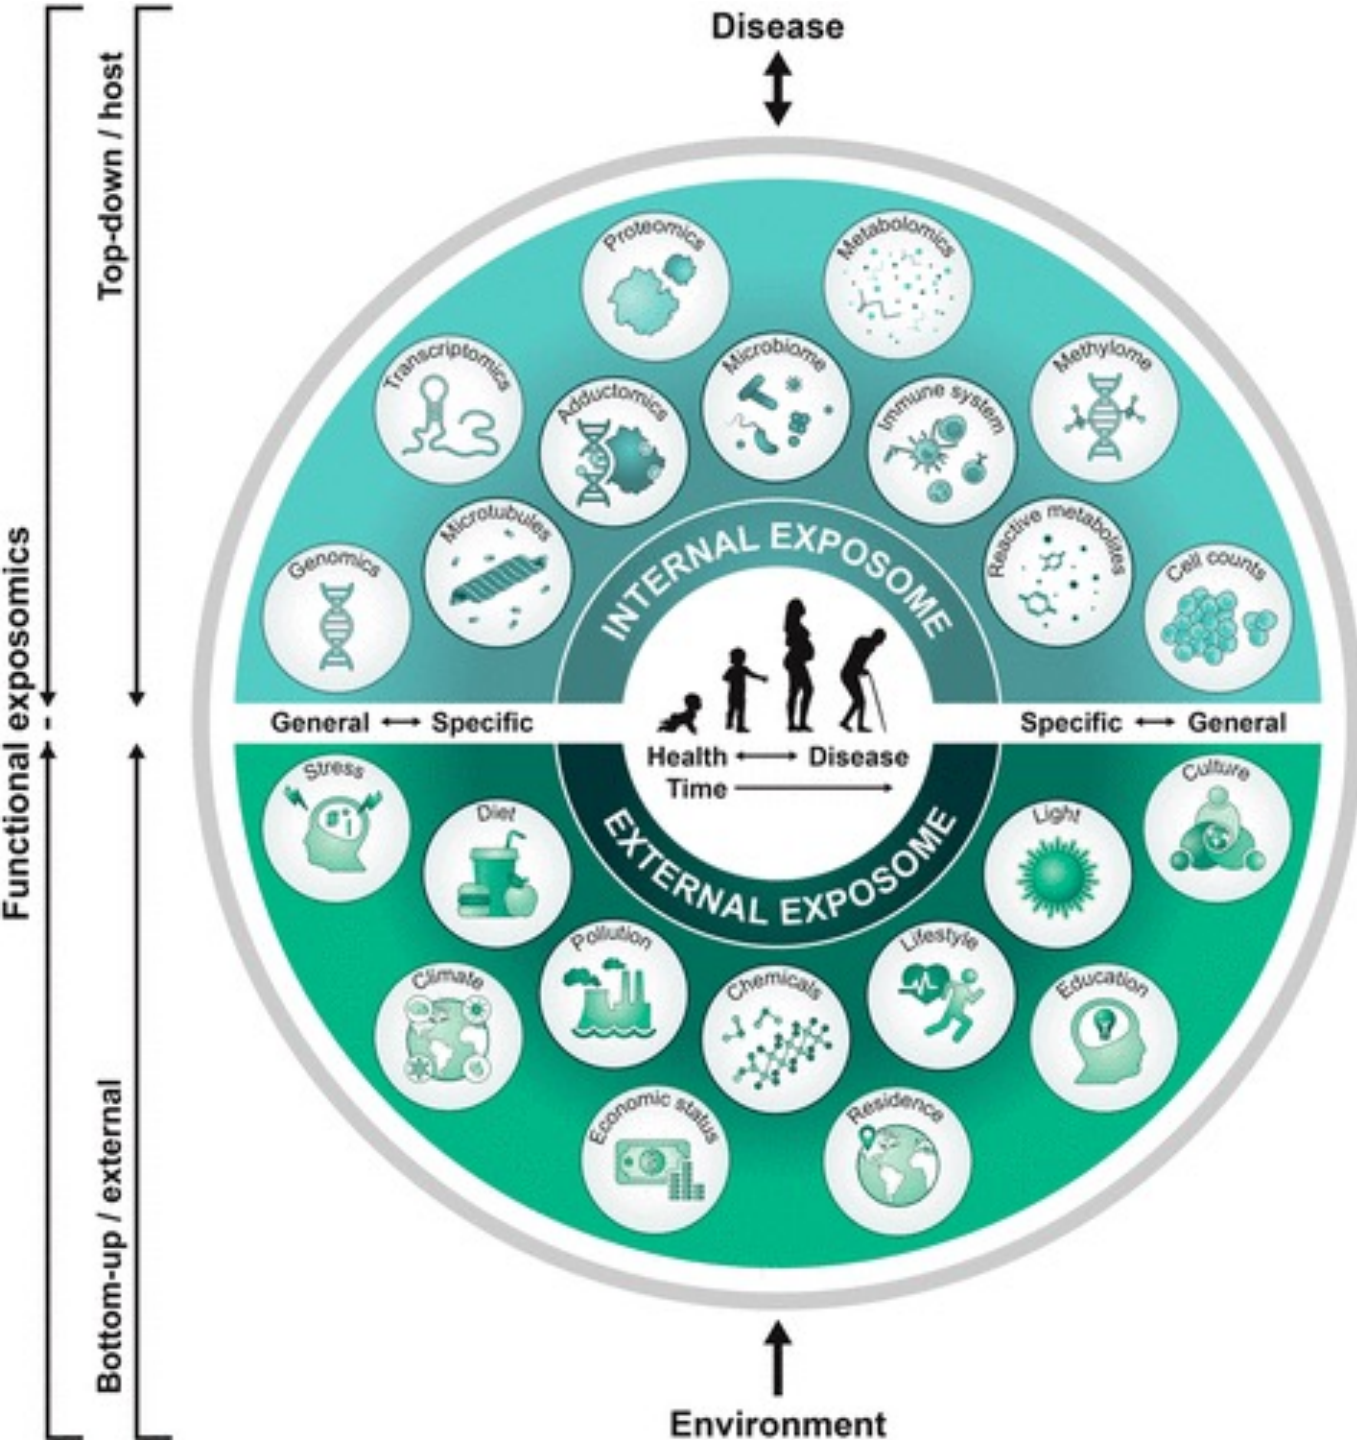 Disease
Functional exposomics
Top-down / host
Bottom-up / external
Proteomics
Metabolomics
Transcriptomics
Microbiome
Methylome
Adductomics
Immune system
Microtubules
Reactive metabolites
Genomics
Cell counts
INTERNAL EXPOSOME
General
Specific
Specific
General
Health
Disease
Time
EXTERNAL EXPOSOME
Stress
Culture
Diet
Light
Pollution
Lifestyle
Climate
Chemicals
Education
Economic status
Residence
Environment